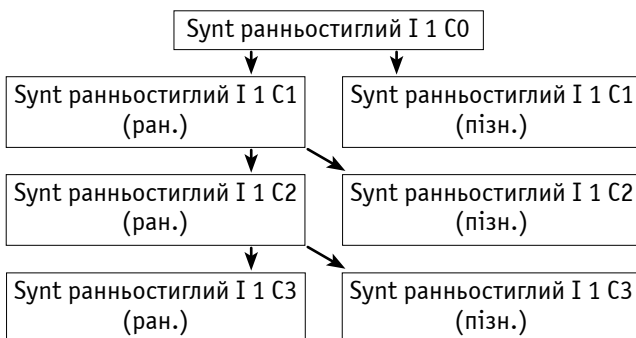 Synt ранньостиглий I 1 C0
Synt ранньостиглий I 1 C1
(ран.)
Synt ранньостиглий I 1 C1
(пізн.)
Synt ранньостиглий I 1 C2
(ран.)
Synt ранньостиглий I 1 C2
(пізн.)
Synt ранньостиглий I 1 C3
(ран.)
Synt ранньостиглий I 1 C3
(пізн.)